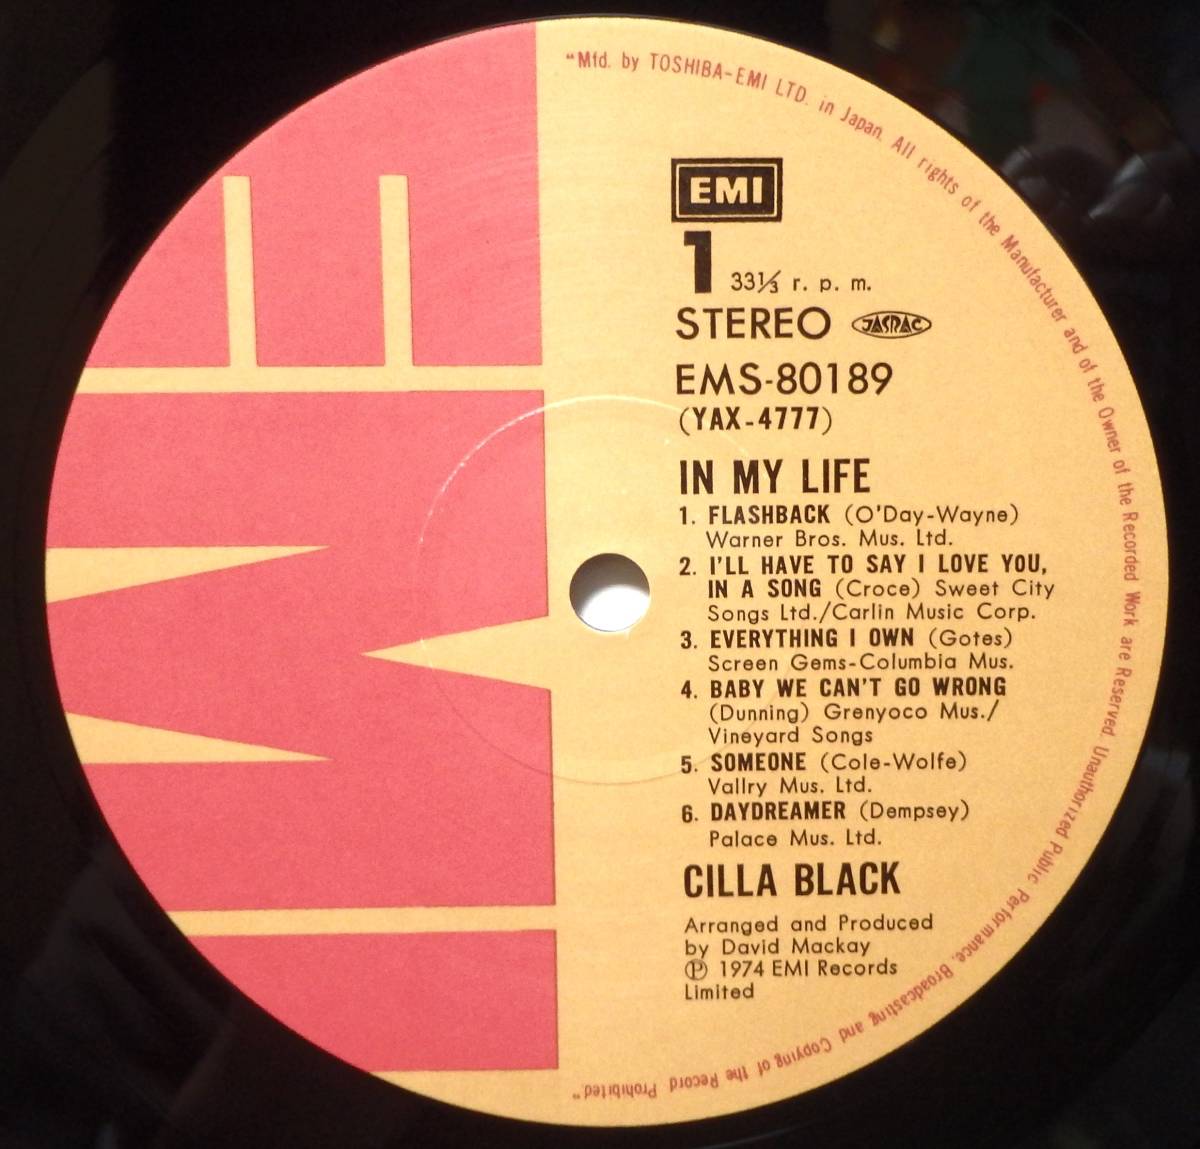 "Mfd. by TOSHIBA-EMI LTD. in Japan. All rights of the Manufacturer and of the Owner of the Recorded Work are Reserved. Unauthorized Public Performance, Broadcasting and Copying of the Record Prohibited."
EMI
EMI
1 33⅓ r. p. m.
STEREO JASRAC
EMS-80189
(YAX-4777)
IN MY LIFE
1. FLASHBACK (O'Day-Wayne)
Warner Bros. Mus. Ltd.
2. I'LL HAVE TO SAY I LOVE YOU,
IN A SONG (Croce) Sweet City
Songs Ltd./Carlin Music Corp.
3. EVERYTHING I OWN (Gotes)
Screen Gems-Columbia Mus.
4. BABY WE CAN'T GO WRONG
(Dunning) Grenyoco Mus./
Vineyard Songs
5. SOMEONE (Cole-Wolfe)
Vallry Mus. Ltd.
6. DAYDREAMER (Dempsey)
Palace Mus. Ltd.
CILLA BLACK
Arranged and Produced
by David Mackay
Ⓟ 1974 EMI Records
Limited